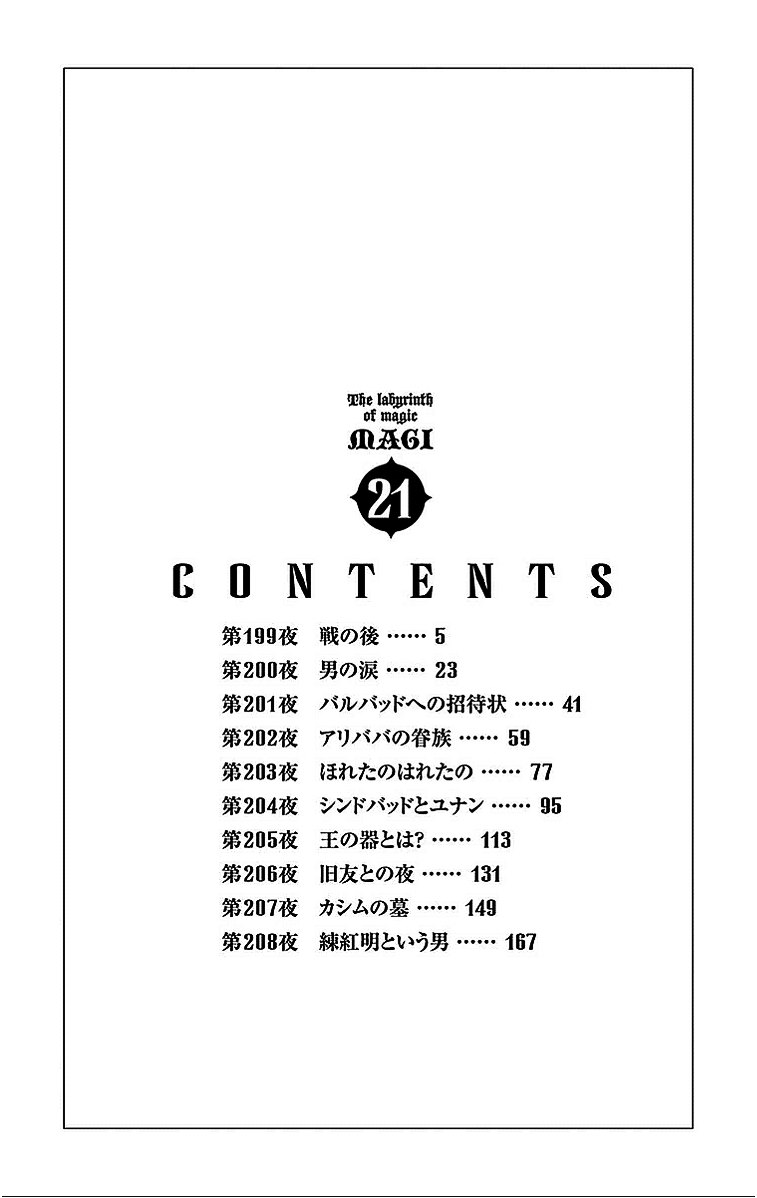 The labyrinth
of magic
MAGI
21
CONTENTS
第199夜　戦の後 …… 5
第200夜　男の涙 …… 23
第201夜　バルバッドへの招待状 …… 41
第202夜　アリババの眷族 …… 59
第203夜　ほれたのはれたの …… 77
第204夜　シンドバッドとユナン …… 95
第205夜　王の器とは? …… 113
第206夜　旧友との夜 …… 131
第207夜　カシムの墓 …… 149
第208夜　練紅明という男 …… 167